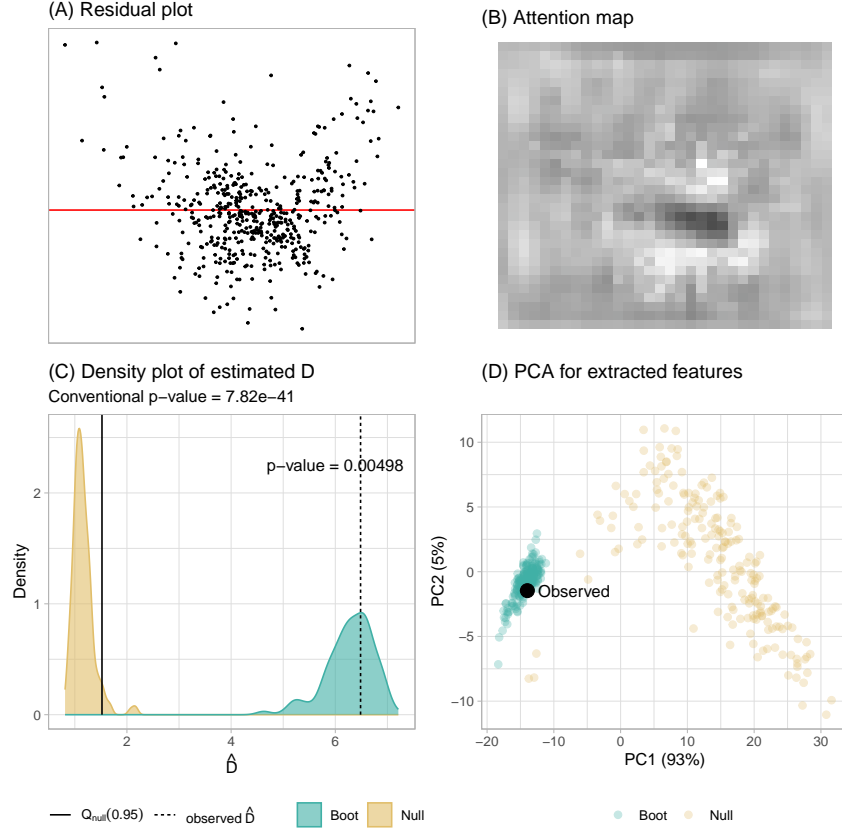 (A) Residual plot
(B) Attention map
(C) Density plot of estimated D
Conventional p−value = 7.82e−41
p−value = 0.00498
Density
0
1
2
2
4
6
D̂
(D) PCA for extracted features
Observed
PC2 (5%)
10
5
0
−5
−10
−20
−10
0
10
20
30
PC1 (93%)
Qnull(0.95) observed D̂ Boot Null
Boot Null